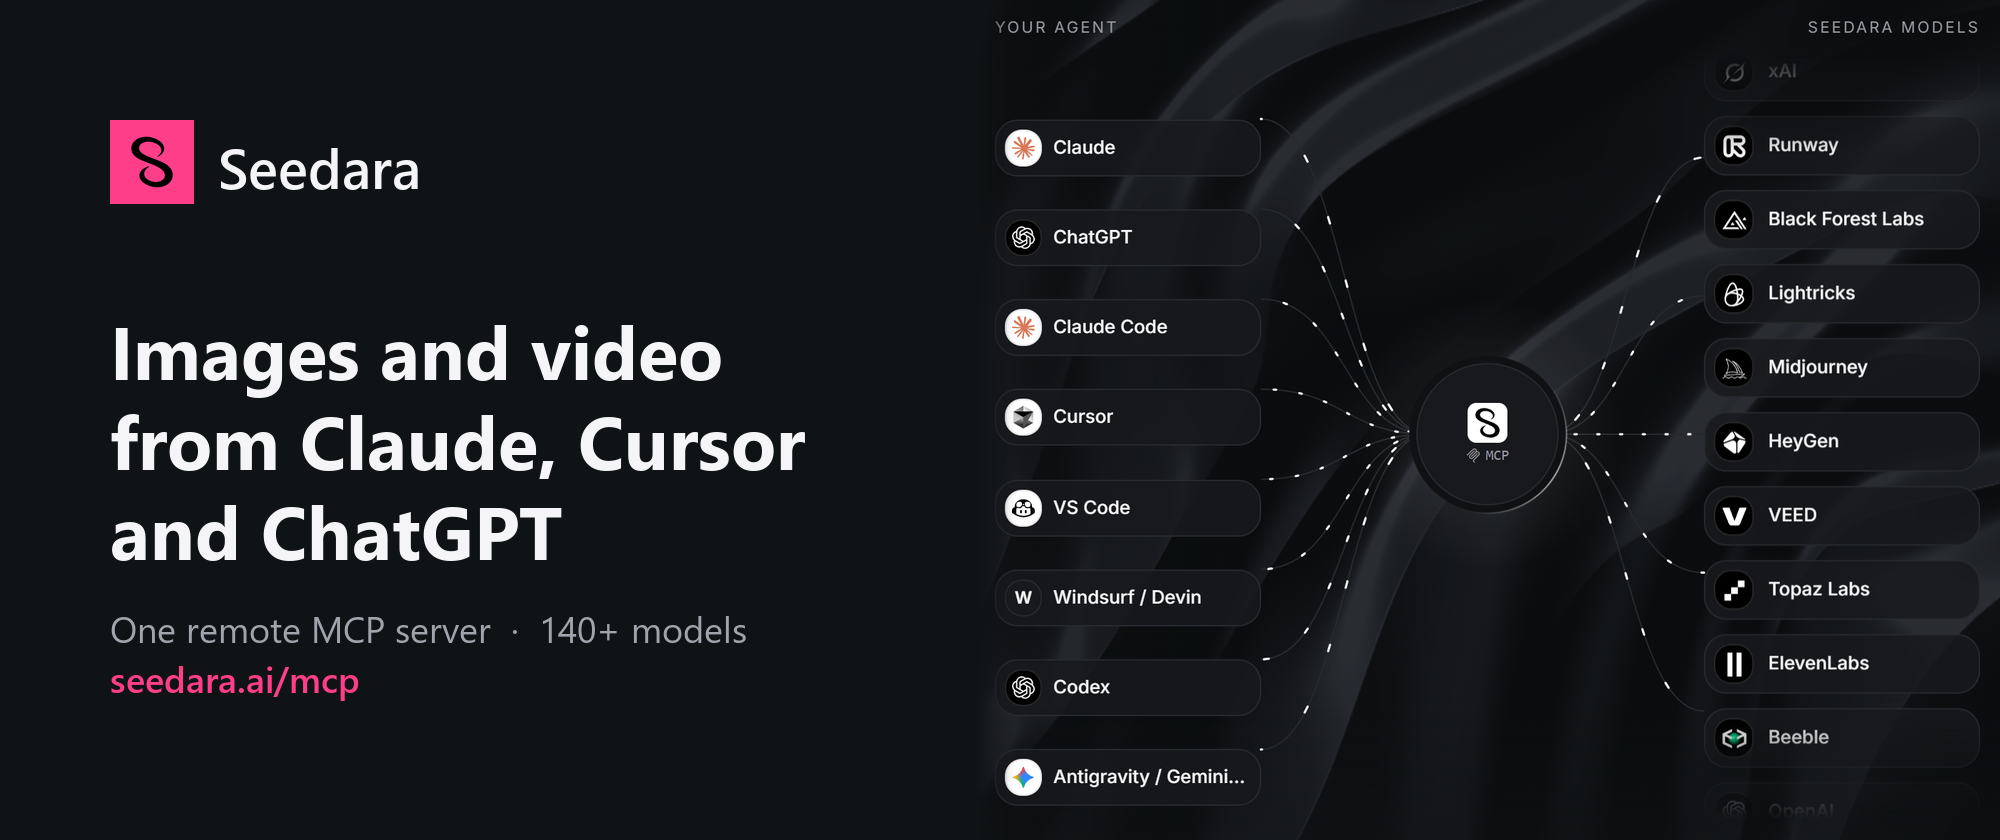 Seedara
Images and video
from Claude, Cursor
and ChatGPT
One remote MCP server · 140+ models
seedara.ai/mcp
YOUR AGENT
Claude
ChatGPT
Claude Code
Cursor
VS Code
W
Windsurf / Devin
Codex
Antigravity / Gemini...
MCP
SEEDARA MODELS
xAI
Runway
Black Forest Labs
Lightricks
Midjourney
HeyGen
VEED
Topaz Labs
ElevenLabs
Beeble
OpenAI